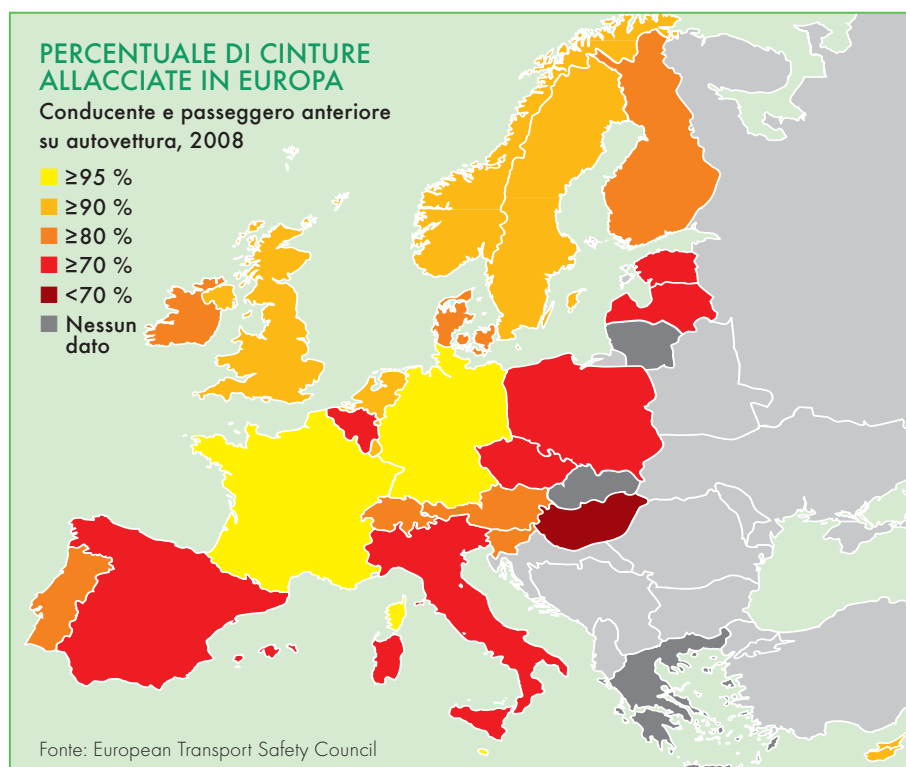 PERCENTUALE DI CINTURE
ALLACCIATE IN EUROPA
Conducente e passeggero anteriore
su autovettura, 2008
≥95 %
≥90 %
≥80 %
≥70 %
<70 %
Nessun
dato
Fonte: European Transport Safety Council